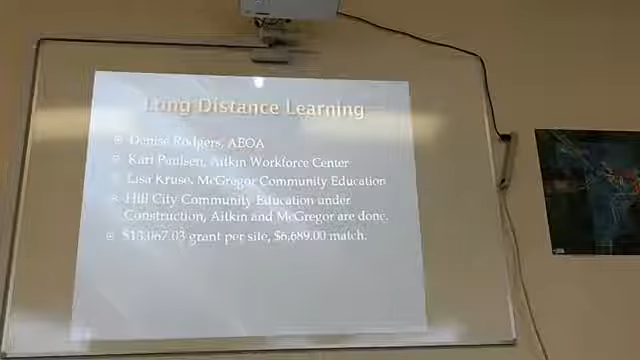 Long Distance Learning
Denise Rodgers, AEOA
Kari Paulsen, Aitkin Workforce Center
Lisa Kruse, McGregor Community Education
Hill City Community Education under
Construction, Aitkin and McGregor are done.
$13,067.03 grant per site, $6,689.00 match.